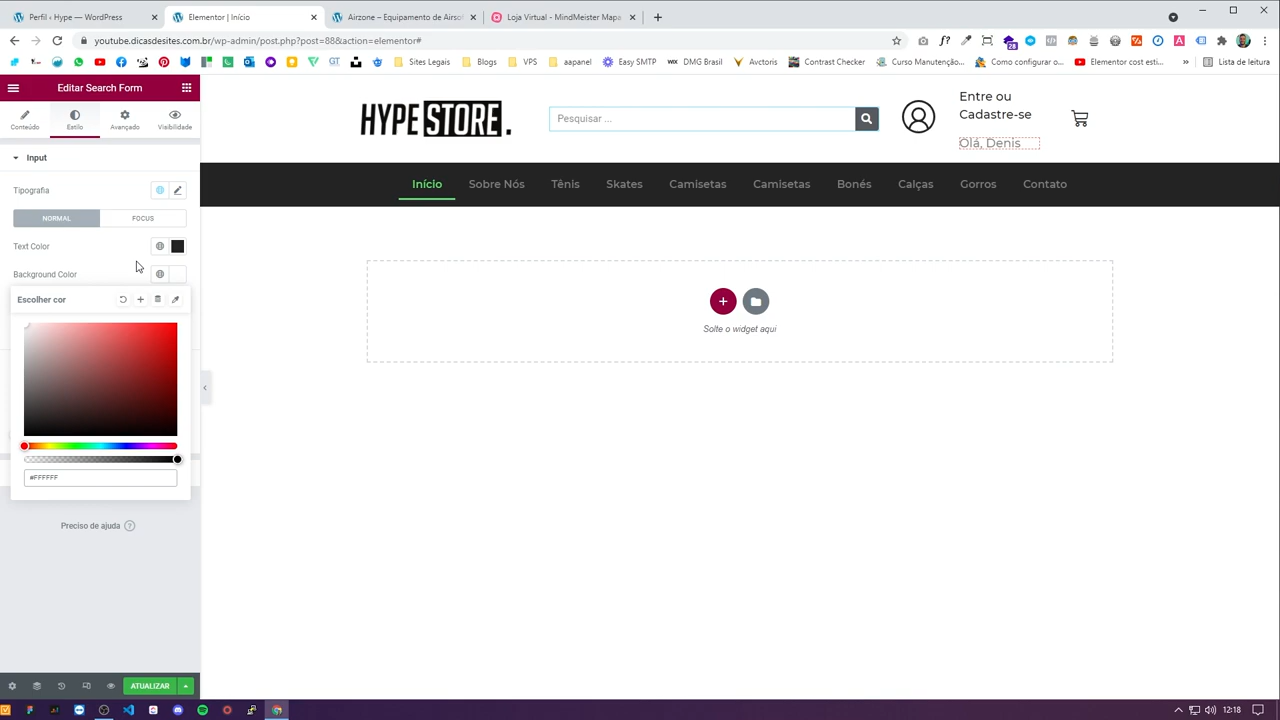 Perfil ‹ Hype — WordPress
Elementor | Início
Airzone – Equipamento de Airsof
Loja Virtual - MindMeister Mapa
youtube.dicasdesites.com.br/wp-admin/post.php?post=88&action=elementor#
28
Sites Legais
Blogs
VPS
aapanel
Easy SMTP
WIX DMG Brasil
Avctoris
Contrast Checker
Curso Manutenção...
Como configurar o...
Elementor cost esti...
»
Lista de leitura
Editar Search Form
Conteúdo
Estilo
Avançado
Visibilidade
Input
Tipografia
NORMAL
FOCUS
Text Color
Background Color
Escolher cor
#FFFFFF
Preciso de ajuda
ATUALIZAR
HYPE STORE.
Pesquisar ...
Entre ou
Cadastre-se
Olá, Denis
Início
Sobre Nós
Tênis
Skates
Camisetas
Camisetas
Bonés
Calças
Gorros
Contato
Solte o widget aqui
12:18